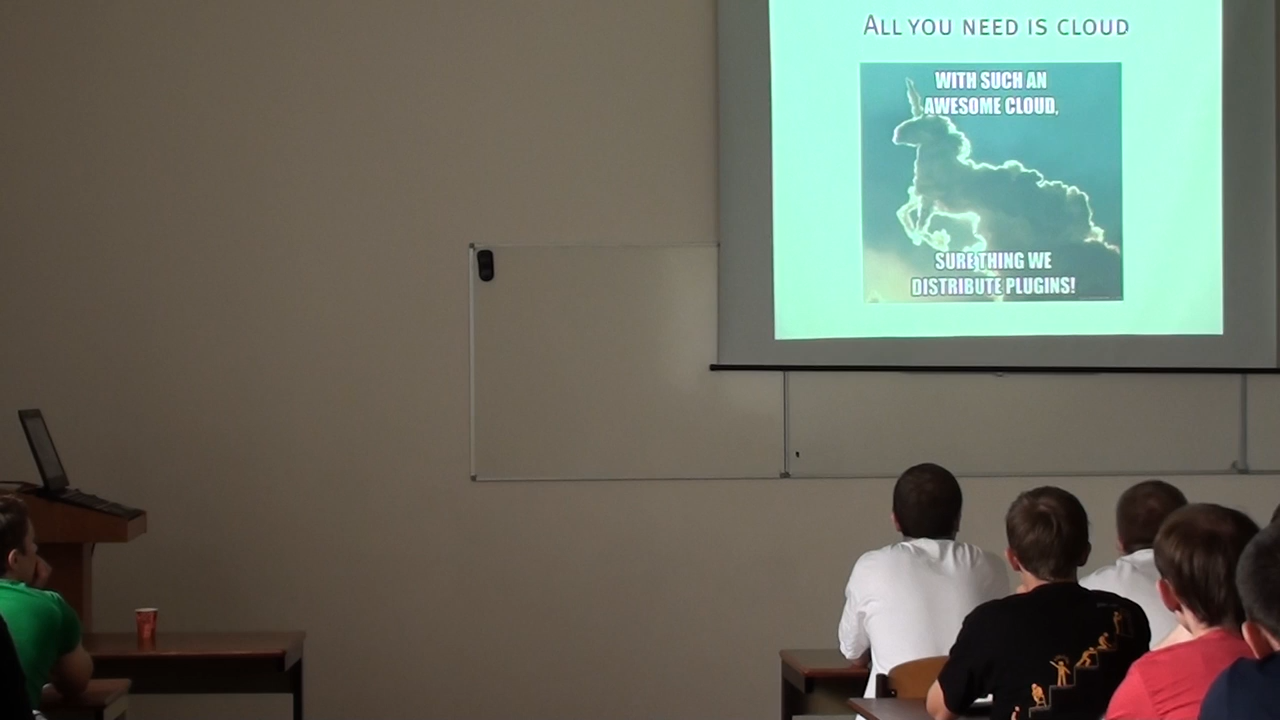 ALL YOU NEED IS CLOUD
WITH SUCH AN
AWESOME CLOUD,
SURE THING WE
DISTRIBUTE PLUGINS!